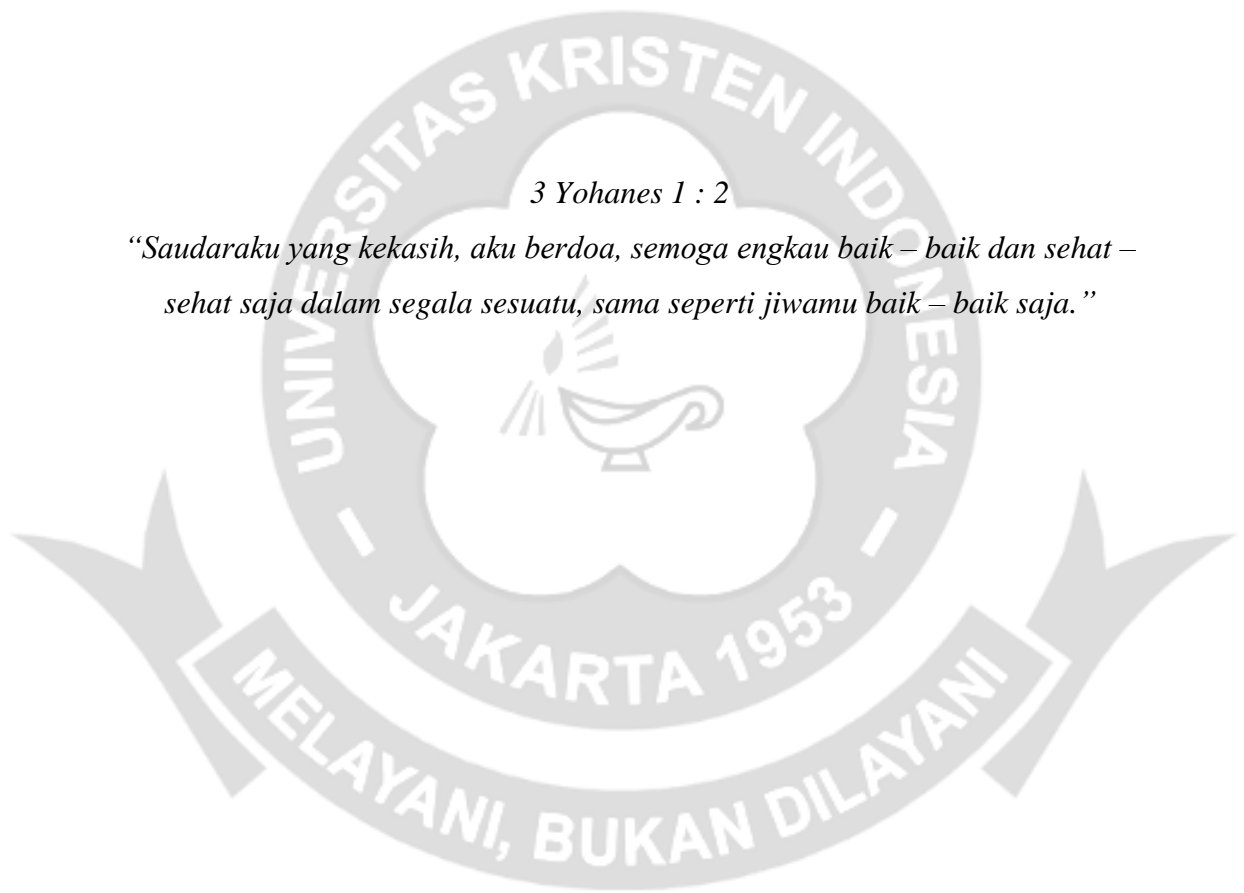 3 Yohanes 1 : 2
“Saudaraku yang kekasih, aku berdoa, semoga engkau baik – baik dan sehat –
sehat saja dalam segala sesuatu, sama seperti jiwamu baik – baik saja.”
UNIVERSITAS KRISTEN INDONESIA
– JAKARTA 1953 –
MELAYANI, BUKAN DILAYANI